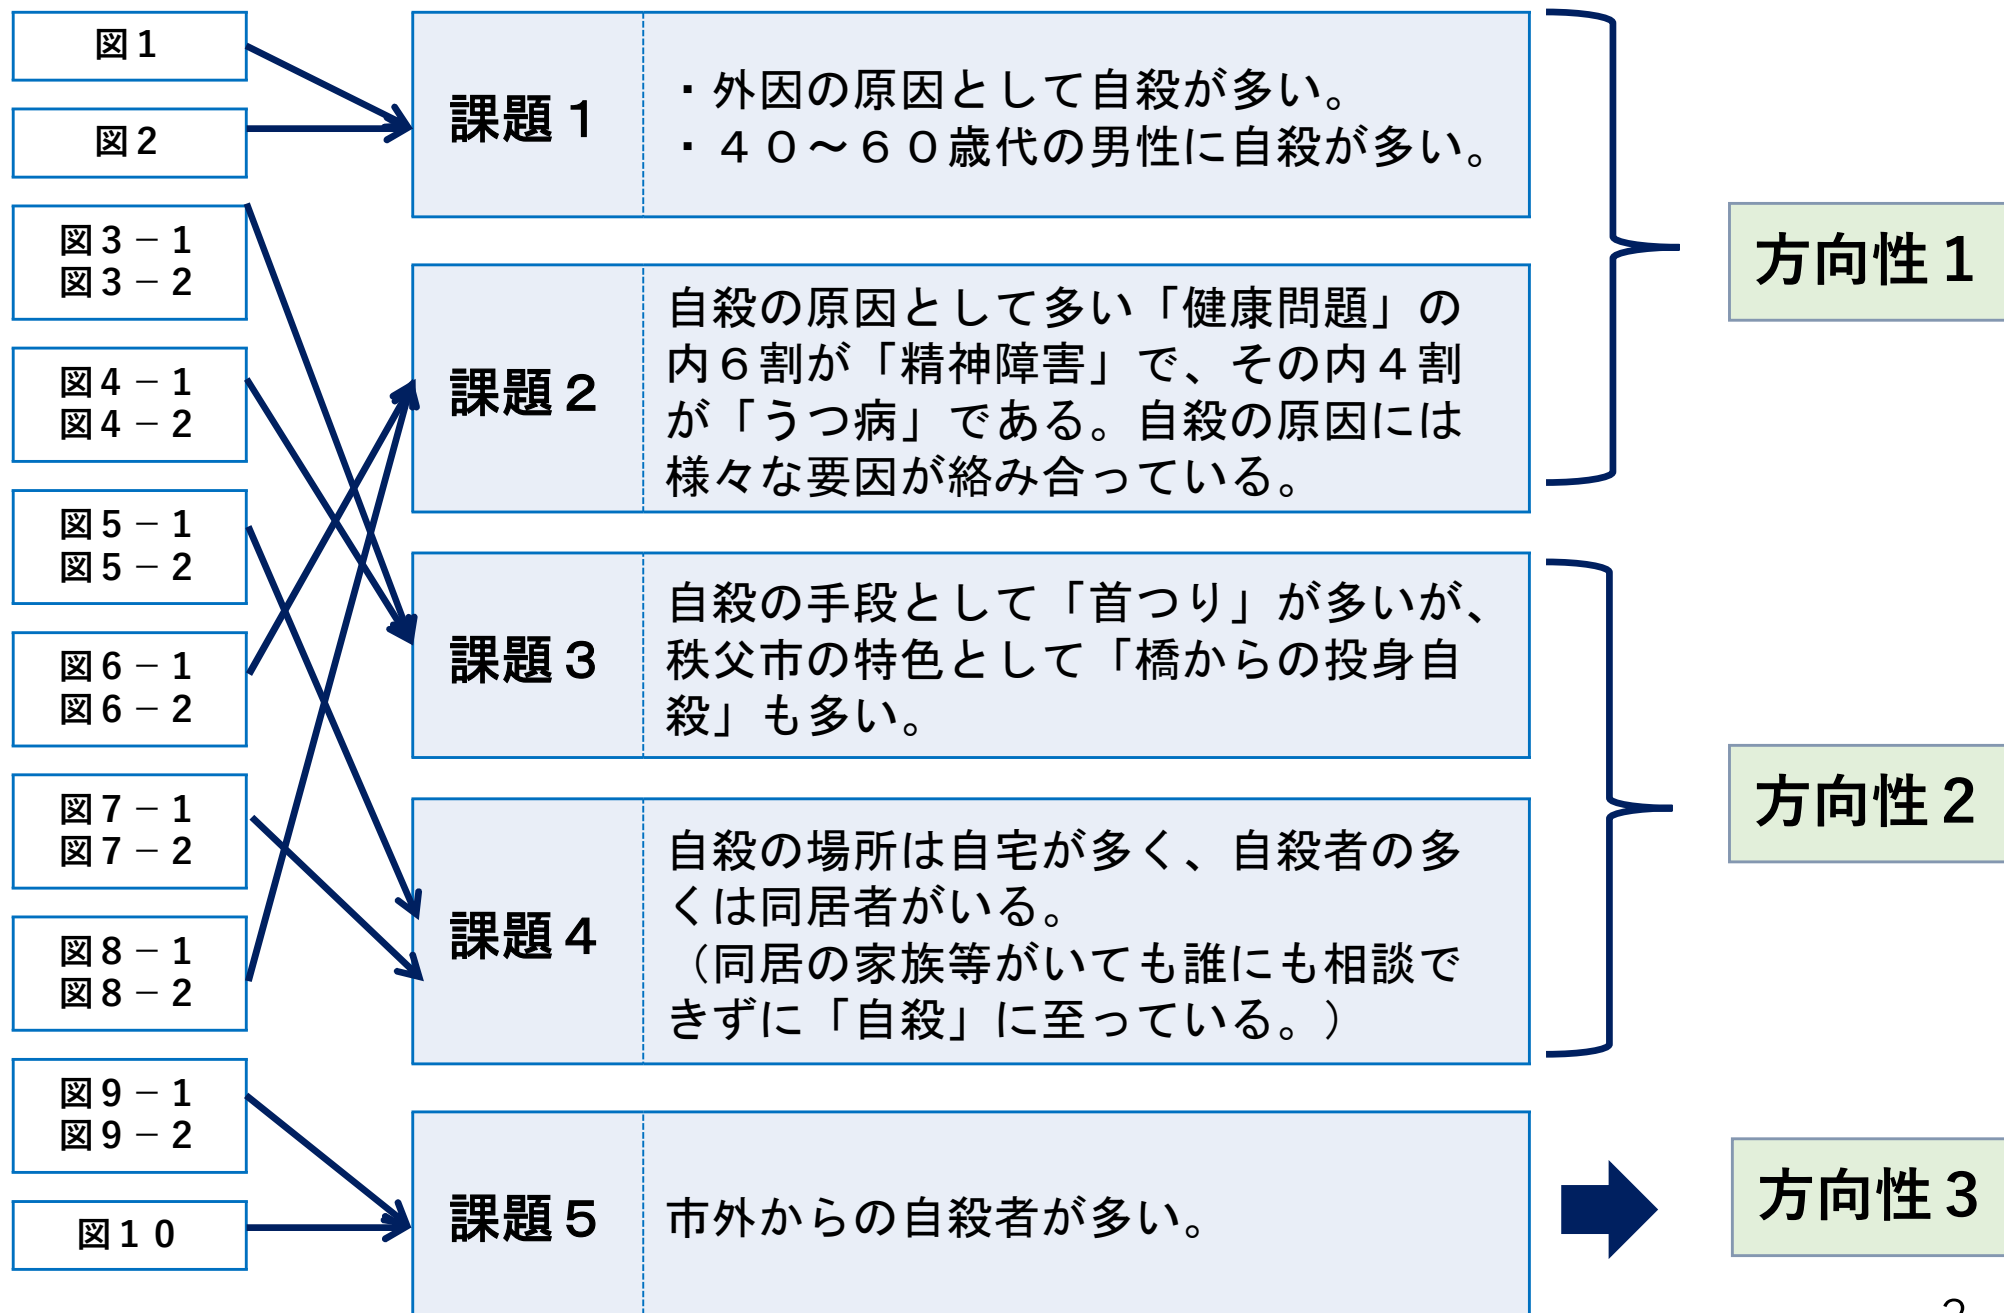 図1
図2
図3－1
図3－2
図4－1
図4－2
図5－1
図5－2
図6－1
図6－2
図7－1
図7－2
図8－1
図8－2
図9－1
図9－2
図１０
課題１
・外因の原因として自殺が多い。
・４０～６０歳代の男性に自殺が多い。
課題２
自殺の原因として多い「健康問題」の
内６割が「精神障害」で、その内４割
が「うつ病」である。自殺の原因には
様々な要因が絡み合っている。
課題３
自殺の手段として「首つり」が多いが、
秩父市の特色として「橋からの投身自
殺」も多い。
課題４
自殺の場所は自宅が多く、自殺者の多
くは同居者がいる。
（同居の家族等がいても誰にも相談で
きずに「自殺」に至っている。）
課題５
市外からの自殺者が多い。
方向性１
方向性２
方向性３